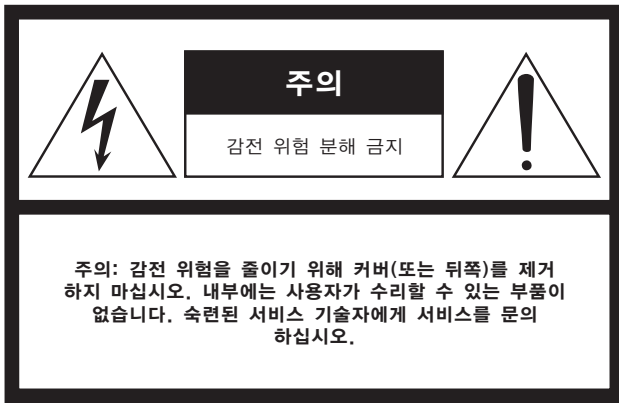 주의
감전 위험 분해 금지
주의: 감전 위험을 줄이기 위해 커버(또는 뒤쪽)를 제거
하지 마십시오. 내부에는 사용자가 수리할 수 있는 부품이
없습니다. 숙련된 서비스 기술자에게 서비스를 문의
하십시오.